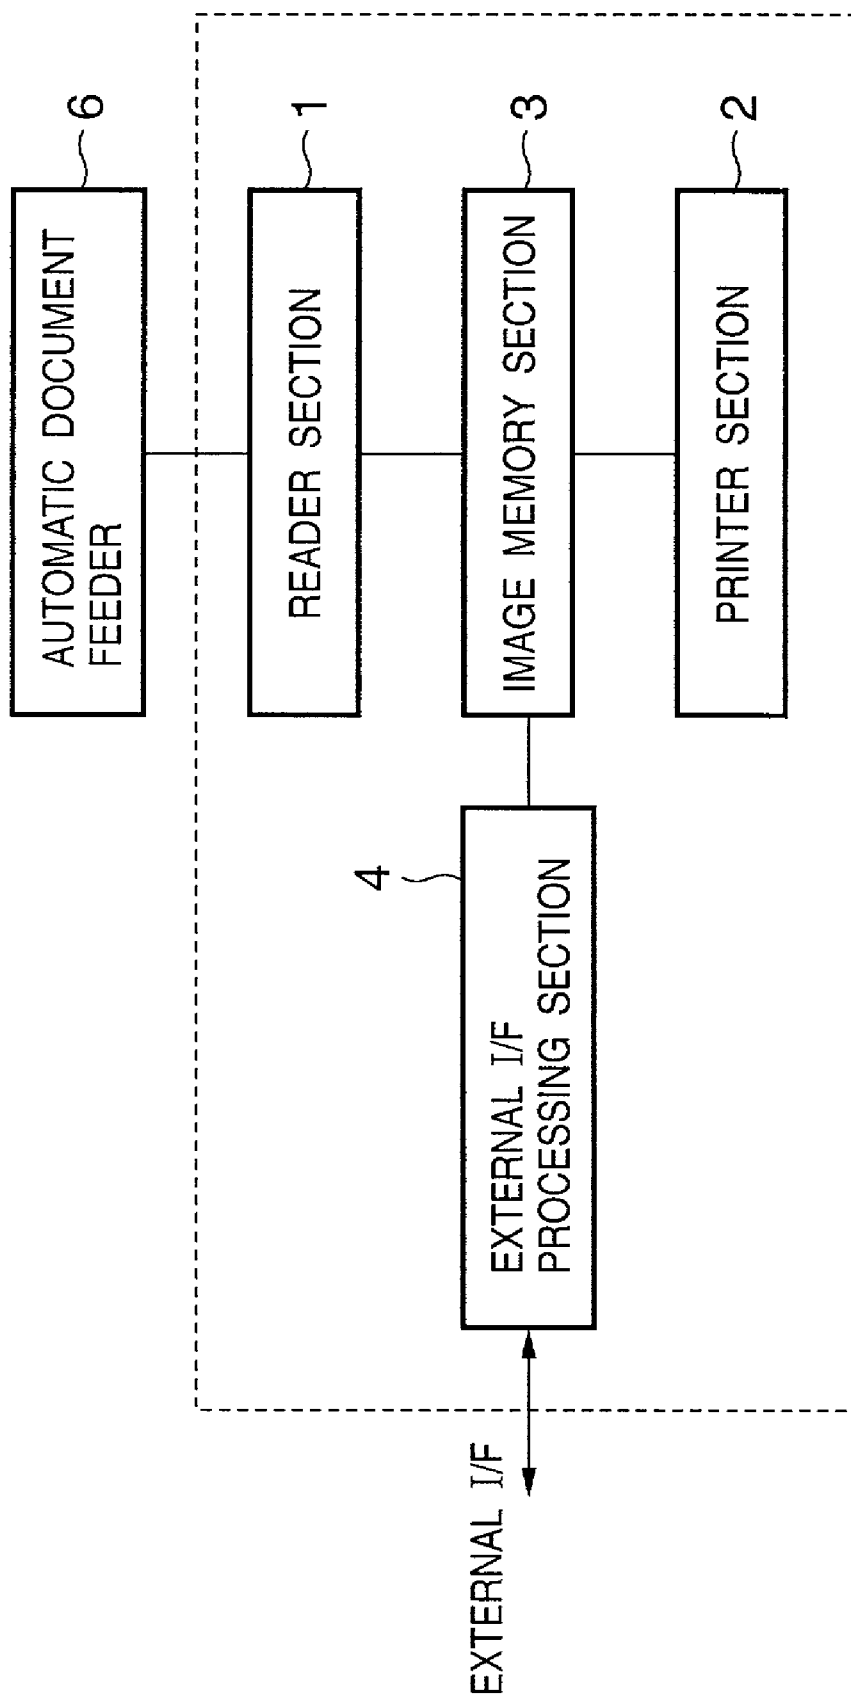 AUTOMATIC DOCUMENT
FEEDER
6
READER SECTION
1
EXTERNAL I/F
4
EXTERNAL I/F
PROCESSING SECTION
IMAGE MEMORY SECTION
3
PRINTER SECTION
2